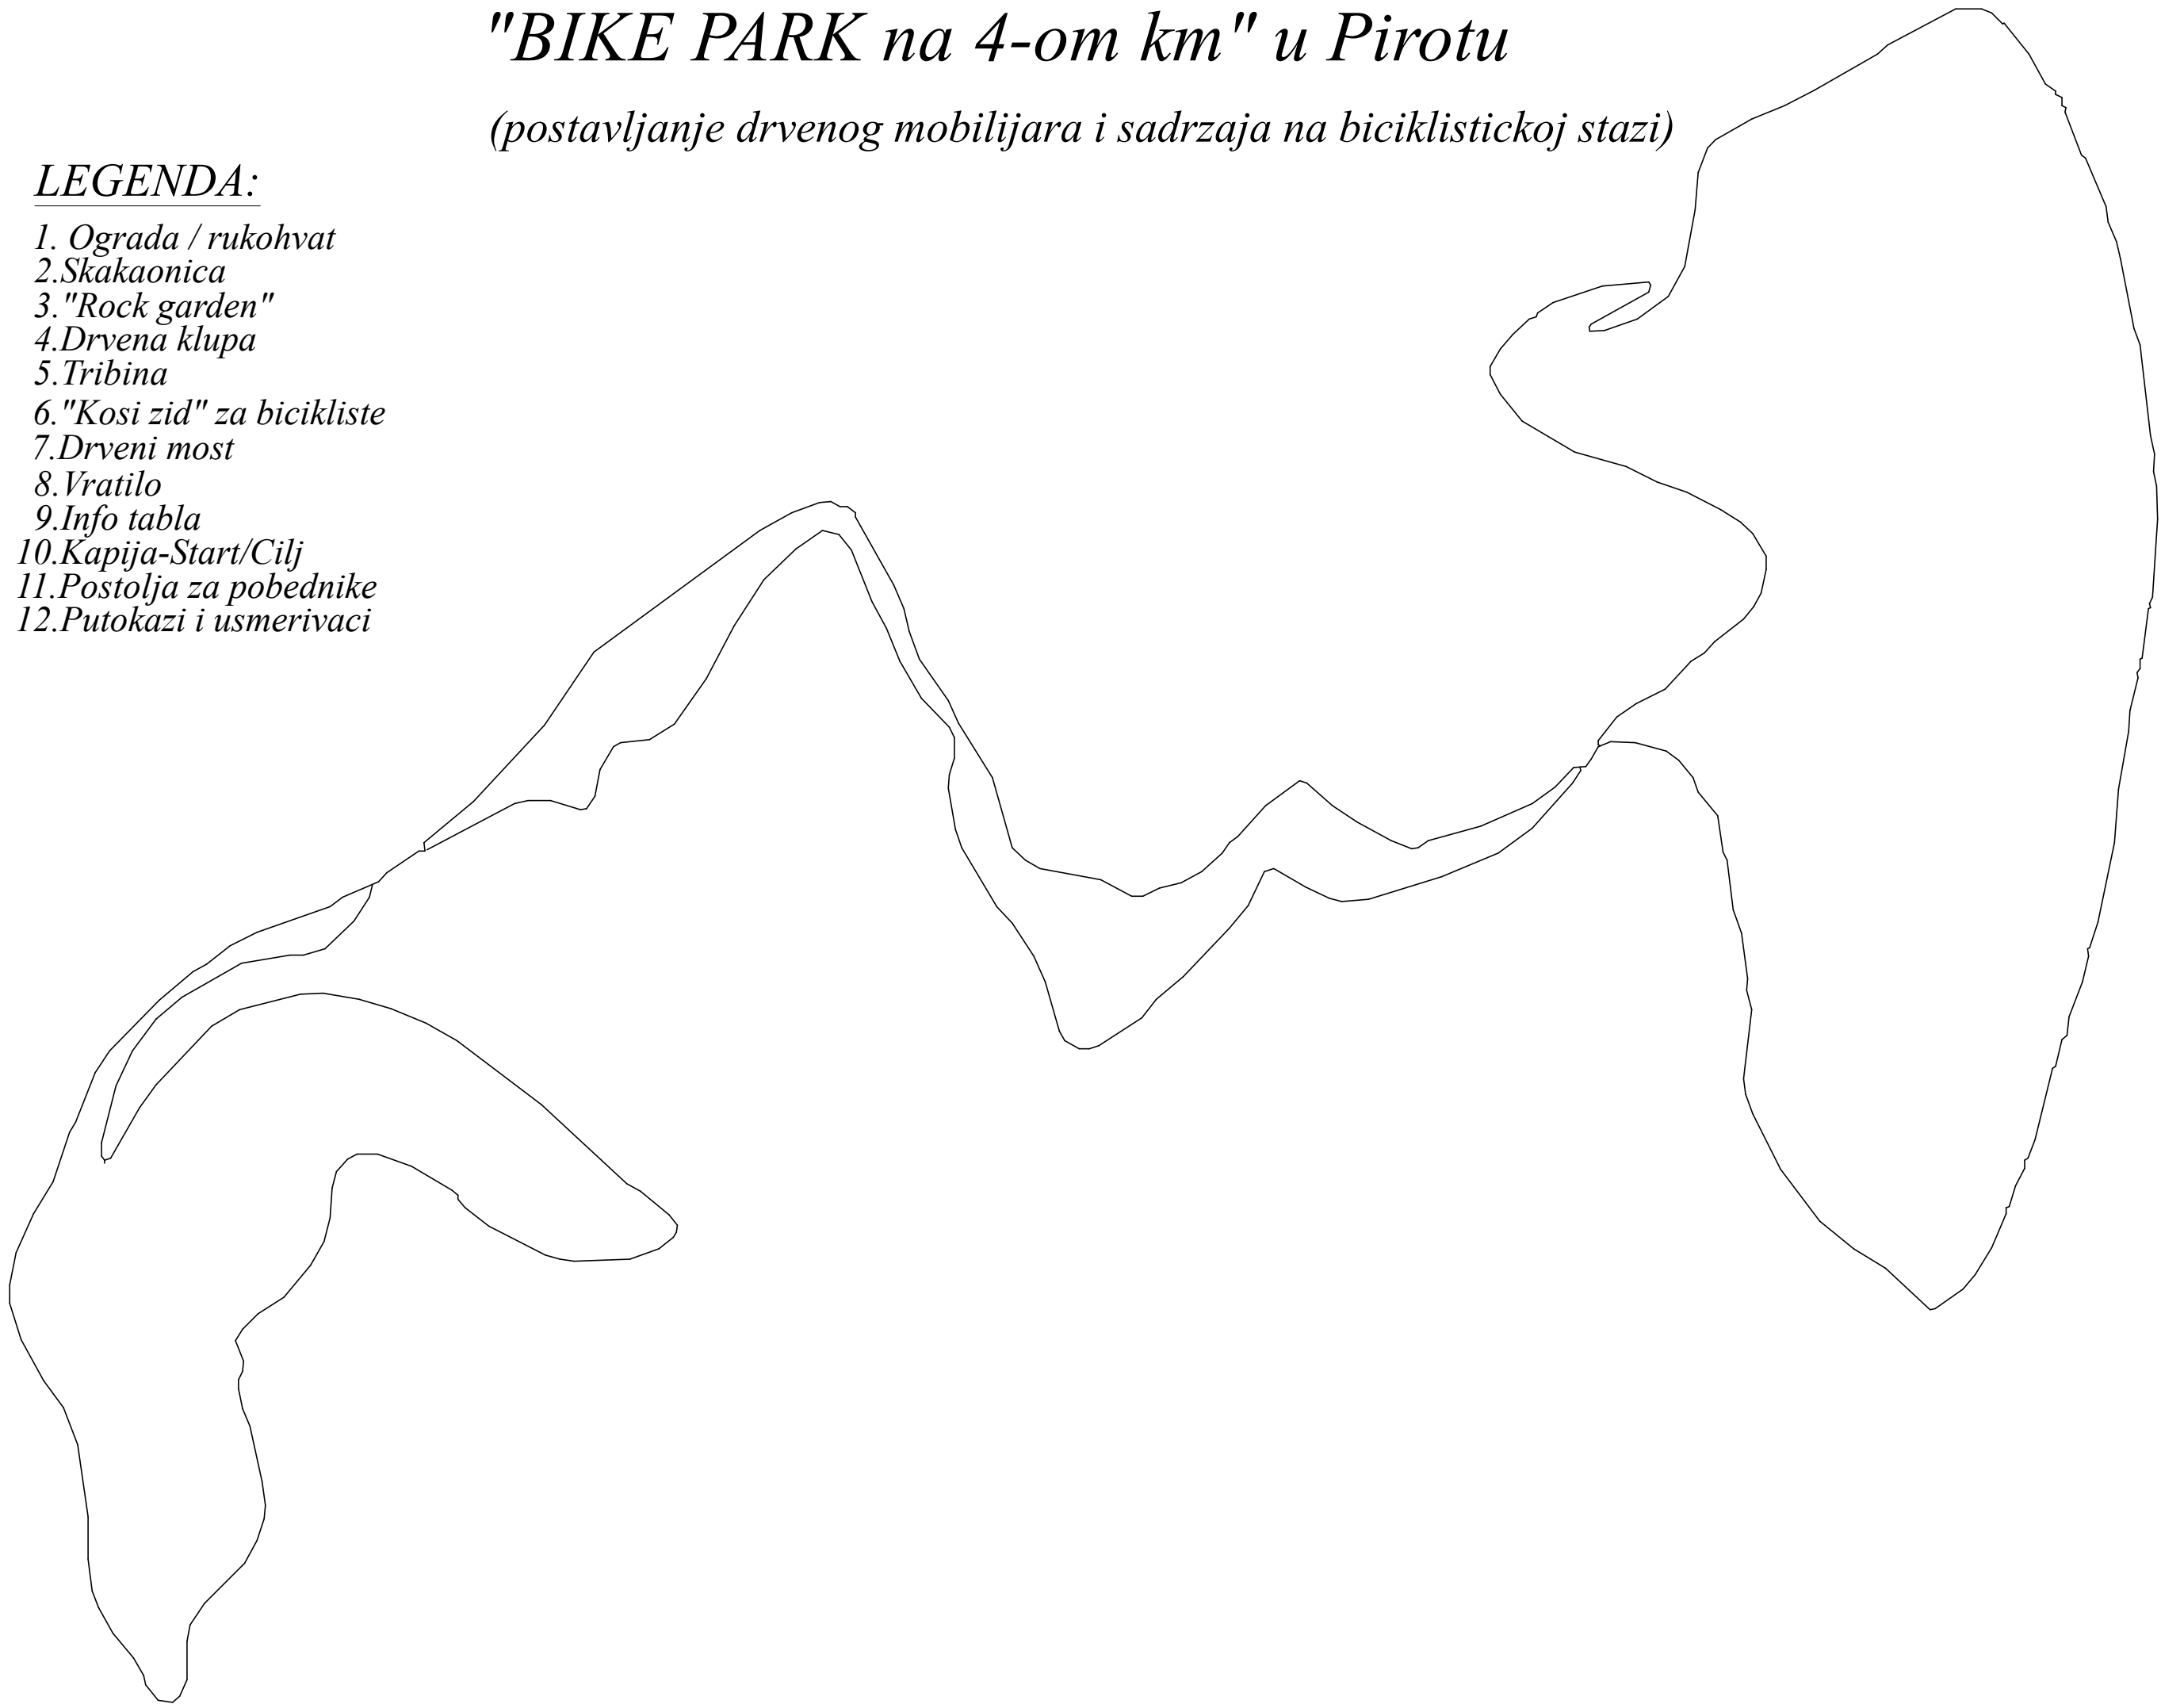 "BIKE PARK na 4-om km" u Pirotu
(postavljanje drvenog mobilijara i sadrzaja na biciklistickoj stazi)
LEGENDA:
1. Ograda / rukohvat
2.Skakaonica
3."Rock garden"
4.Drvena klupa
5.Tribina
6."Kosi zid" za bicikliste
7.Drveni most
8.Vratilo
9.Info tabla
10.Kapija-Start/Cilj
11.Postolja za pobednike
12.Putokazi i usmerivaci